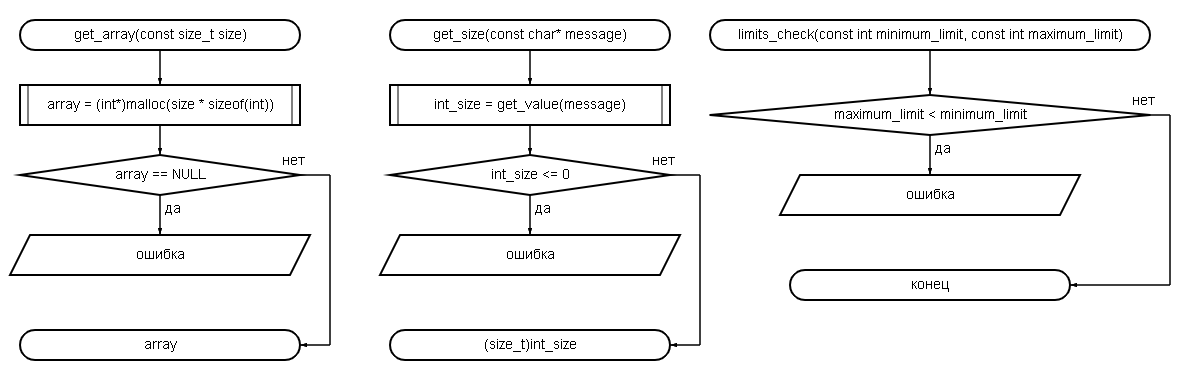 get_array(const size_t size)
array = (int*)malloc(size * sizeof(int))
array == NULL
нет
да
ошибка
array
get_size(const char* message)
int_size = get_value(message)
int_size <= 0
нет
да
ошибка
(size_t)int_size
limits_check(const int minimum_limit, const int maximum_limit)
maximum_limit < minimum_limit
нет
да
ошибка
конец